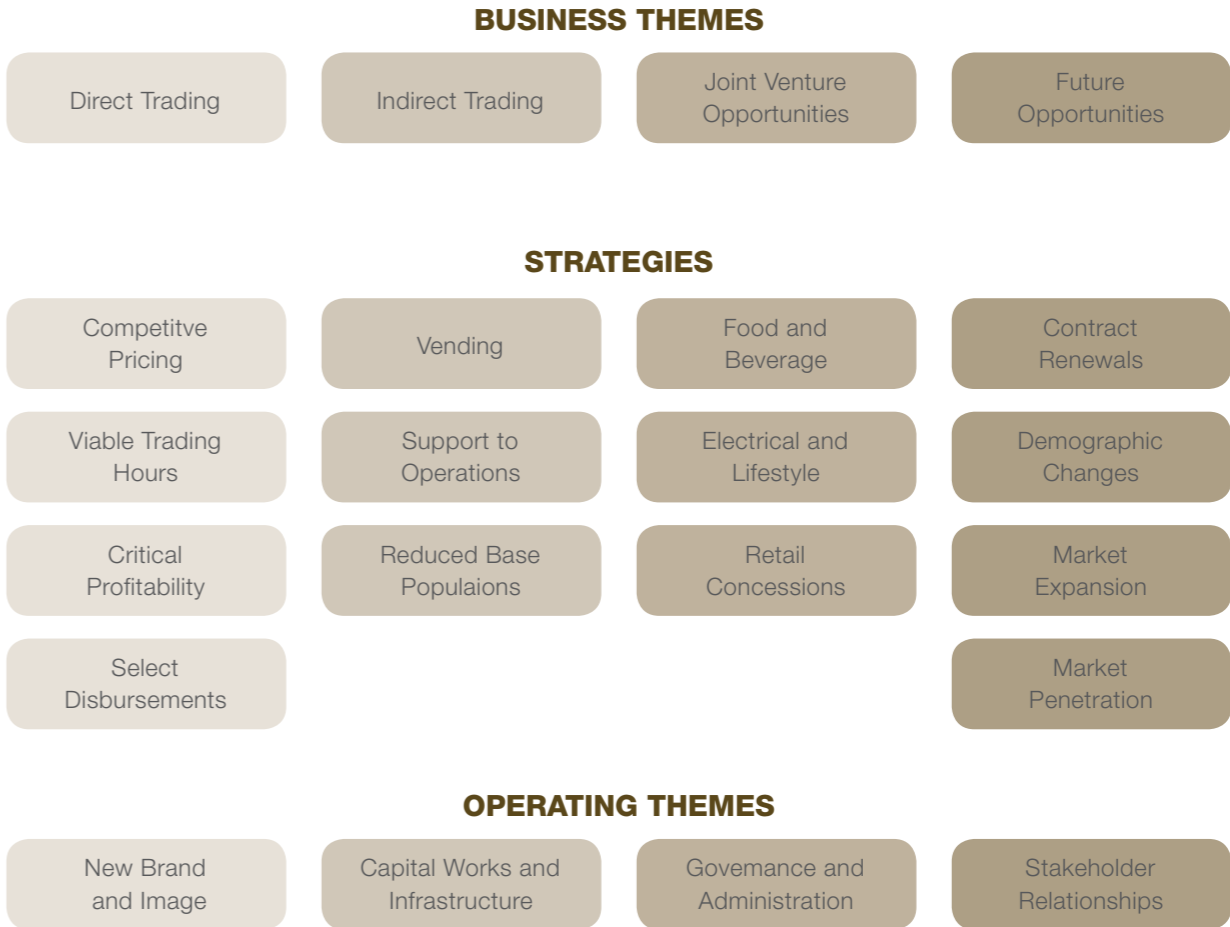 BUSINESS THEMES
Direct Trading
Indirect Trading
Joint Venture
Opportunities
Future
Opportunities
STRATEGIES
Competitve
Pricing
Vending
Food and
Beverage
Contract
Renewals
Viable Trading
Hours
Support to
Operations
Electrical and
Lifestyle
Demographic
Changes
Critical
Profitability
Reduced Base
Populaions
Retail
Concessions
Market
Expansion
Select
Disbursements
Market
Penetration
OPERATING THEMES
New Brand
and Image
Capital Works and
Infrastructure
Govemance and
Administration
Stakeholder
Relationships